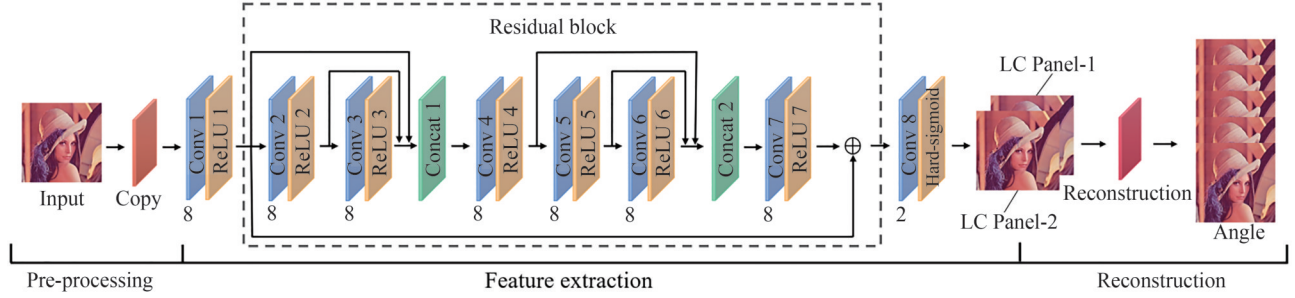 Residual block
LC Panel-1
Conv 1
ReLU 1
Conv 2
ReLU 2
Conv 3
ReLU 3
Concat 1
Conv 4
ReLU 4
Conv 5
ReLU 5
Conv 6
ReLU 6
Concat 2
Conv 7
ReLU 7
Conv 8
Hard-sigmoid
Input
Copy
8
8
8
8
8
8
8
2
LC Panel-2
Reconstruction
Angle
Pre-processing
Feature extraction
Reconstruction